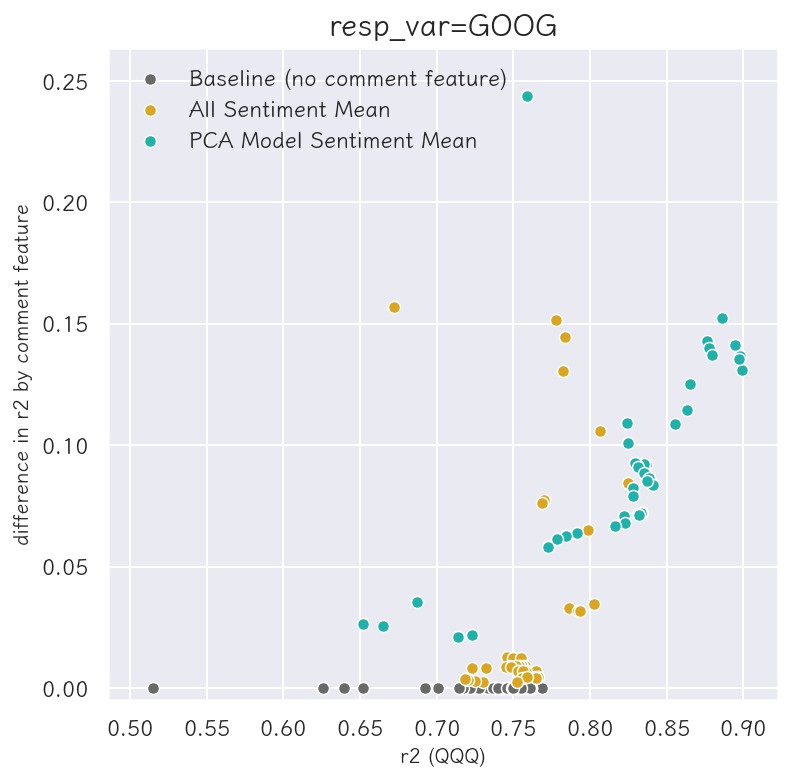 resp_var=GOOG
Baseline (no comment feature)
All Sentiment Mean
PCA Model Sentiment Mean
difference in r2 by comment feature
0.25
0.20
0.15
0.10
0.05
0.00
0.50 0.55 0.60 0.65 0.70 0.75 0.80 0.85 0.90
r2 (QQQ)